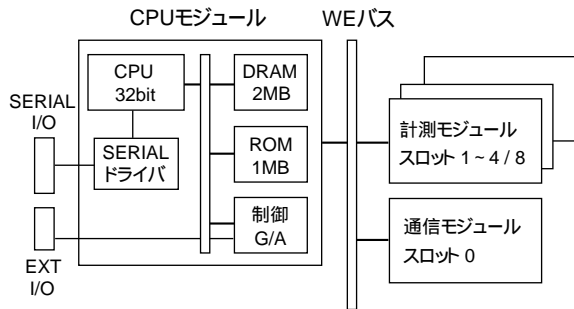 CPUモジュール
WEバス
CPU
32bit
DRAM
2MB
SERIAL
I/O
SERIAL
ドライバ
ROM
1MB
計測モジュール
スロット 1 ~ 4 / 8
制御
G/A
通信モジュール
スロット 0
EXT
I/O